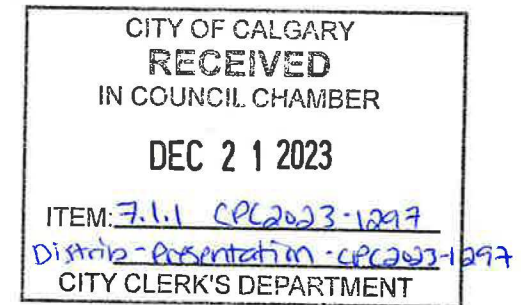 CITY OF CALGARY
RECEIVED
IN COUNCIL CHAMBER
DEC 2 1 2023
ITEM: 7.1.1 CPC2023-1297
Distrib-Presentation-CPC2023-1297
CITY CLERK'S DEPARTMENT